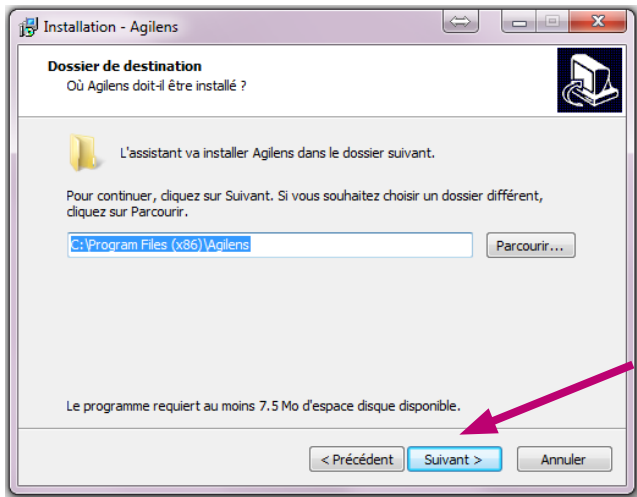 Installation - Agilens
Dossier de destination
Où Agilens doit-il être installé ?
L'assistant va installer Agilens dans le dossier suivant.
Pour continuer, cliquez sur Suivant. Si vous souhaitez choisir un dossier différent,
cliquez sur Parcourir.
C:\Program Files (x86)\Agilens
Parcourir...
Le programme requiert au moins 7.5 Mo d'espace disque disponible.
< Précédent
Suivant >
Annuler